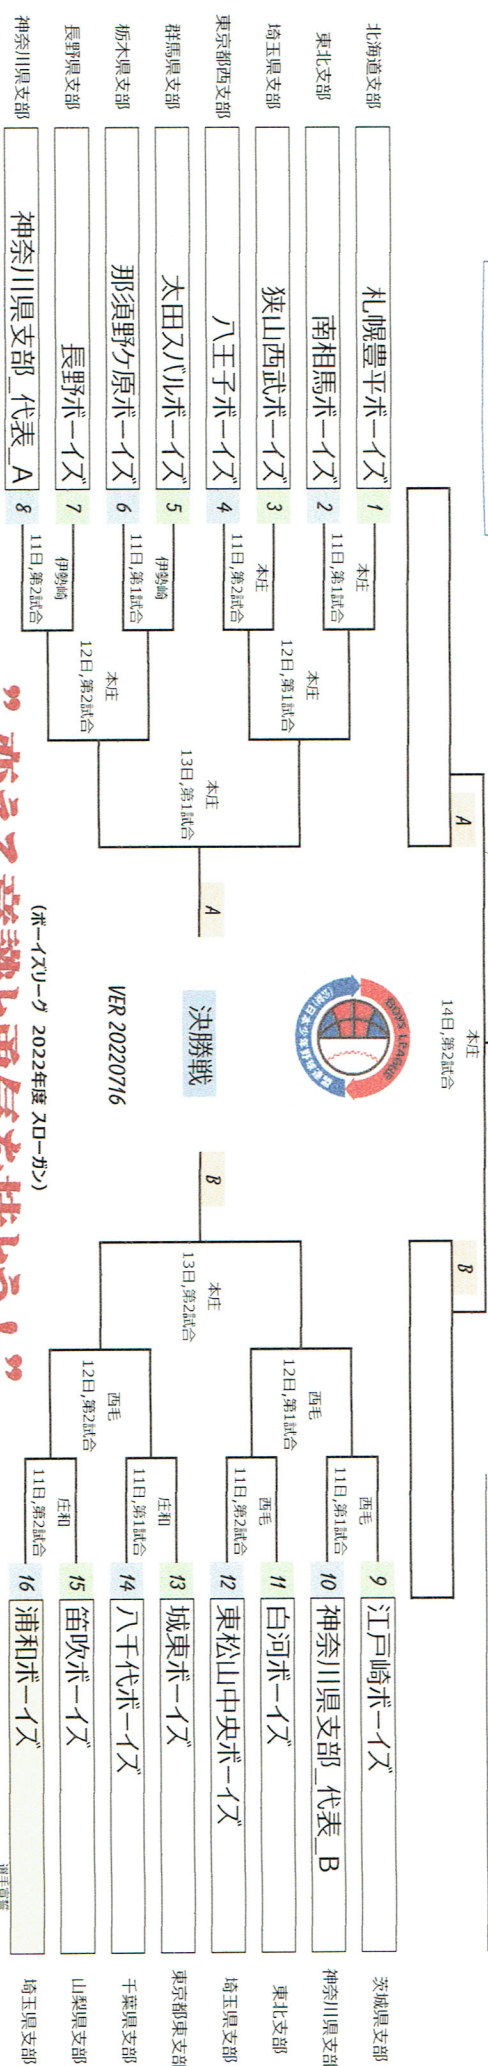 本庄
14日,第2試合
A
B
北海道支部 札幌豊平ボーイズ 1
東北支部 南相馬ボーイズ 2
埼玉県支部 狭山西武ボーイズ 3
東京都西支部 八王子ボーイズ 4
群馬県支部 太田スバルボーイズ 5
栃木県支部 那須野ケ原ボーイズ 6
長野県支部 長野ボーイズ 7
神奈川県支部 神奈川県支部_代表_A 8
本庄
11日,第1試合
本庄
11日,第2試合
伊勢崎
11日,第1試合
伊勢崎
11日,第2試合
本庄
12日,第1試合
本庄
12日,第2試合
本庄
13日,第1試合
A
BOYS LEAGUE
決勝戦
VER 20220716
B
本庄
13日,第2試合
西毛
12日,第1試合
西毛
12日,第2試合
西毛
11日,第1試合
西毛
11日,第2試合
庄和
11日,第1試合
庄和
11日,第2試合
9 江戸崎ボーイズ 茨城県支部
10 神奈川県支部_代表_B 神奈川県支部
11 白河ボーイズ 東北支部
12 東松山中央ボーイズ 埼玉県支部
13 城東ボーイズ 東京都東支部
14 八千代ボーイズ 千葉県支部
15 笛吹ボーイズ 山梨県支部
16 浦和ボーイズ 埼玉県支部
選手宣誓
(ボーイズリーグ 2022年度 スローガン)